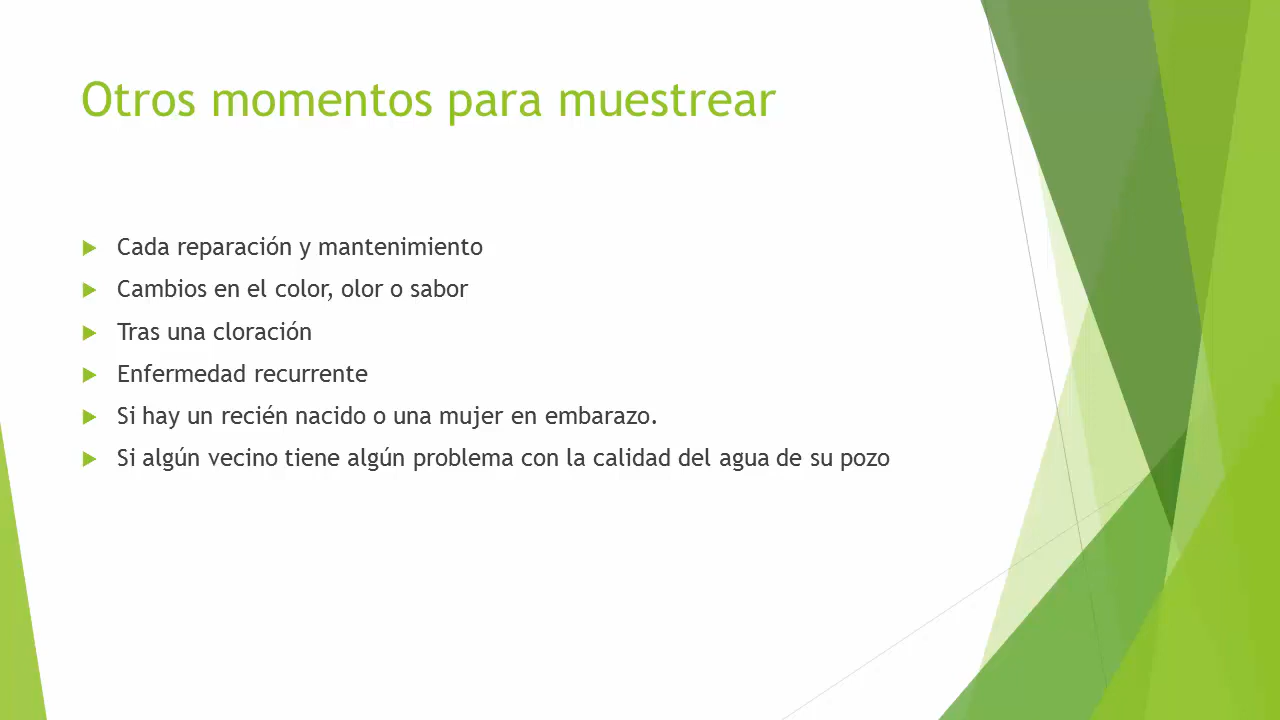 Otros momentos para muestrear
Cada reparación y mantenimiento
Cambios en el color, olor o sabor
Tras una cloración
Enfermedad recurrente
Si hay un recién nacido o una mujer en embarazo.
Si algún vecino tiene algún problema con la calidad del agua de su pozo